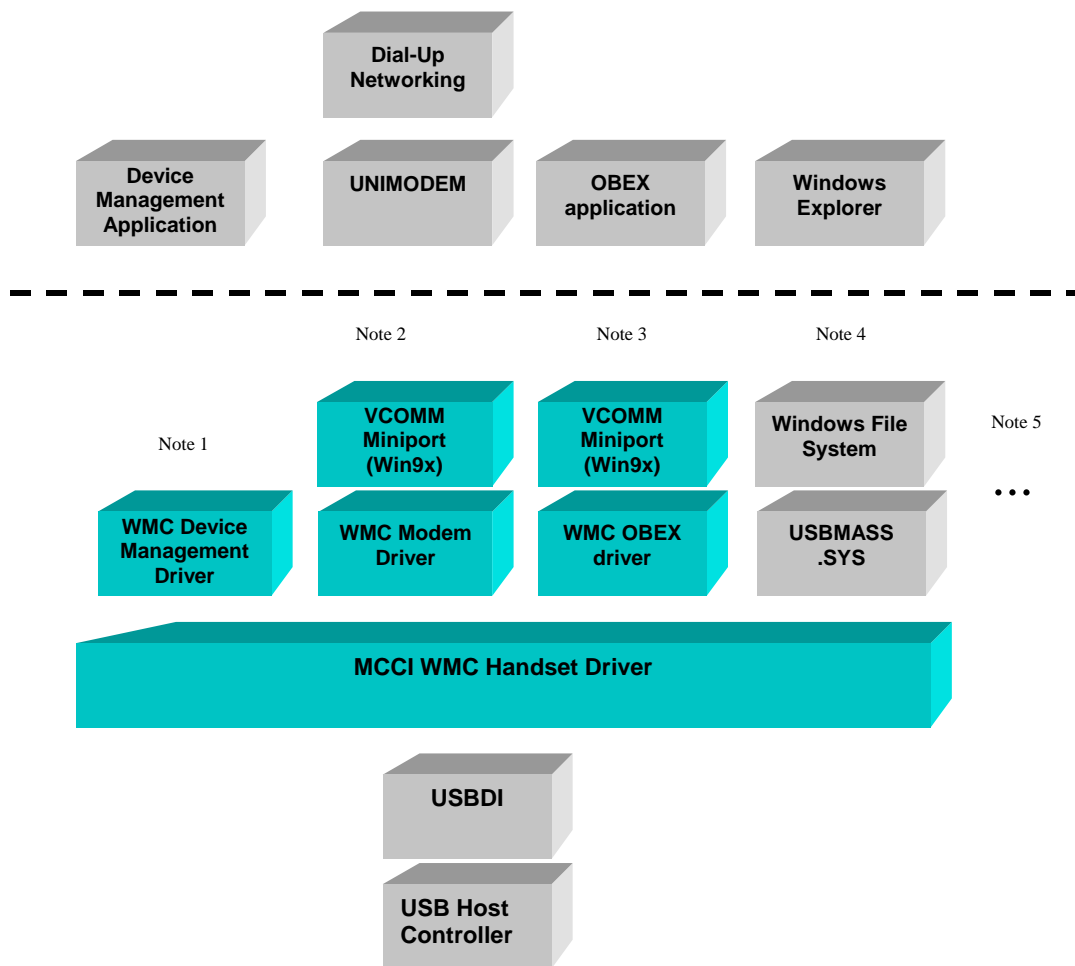 Dial-Up
Networking
Device
Management
Application
UNIMODEM
OBEX
application
Windows
Explorer
Note 2
Note 3
Note 4
Note 1
Note 5
VCOMM
Miniport
(Win9x)
VCOMM
Miniport
(Win9x)
Windows File
System
...
WMC Device
Management
Driver
WMC Modem
Driver
WMC OBEX
driver
USBMASS
.SYS
MCCI WMC Handset Driver
USBDI
USB Host
Controller